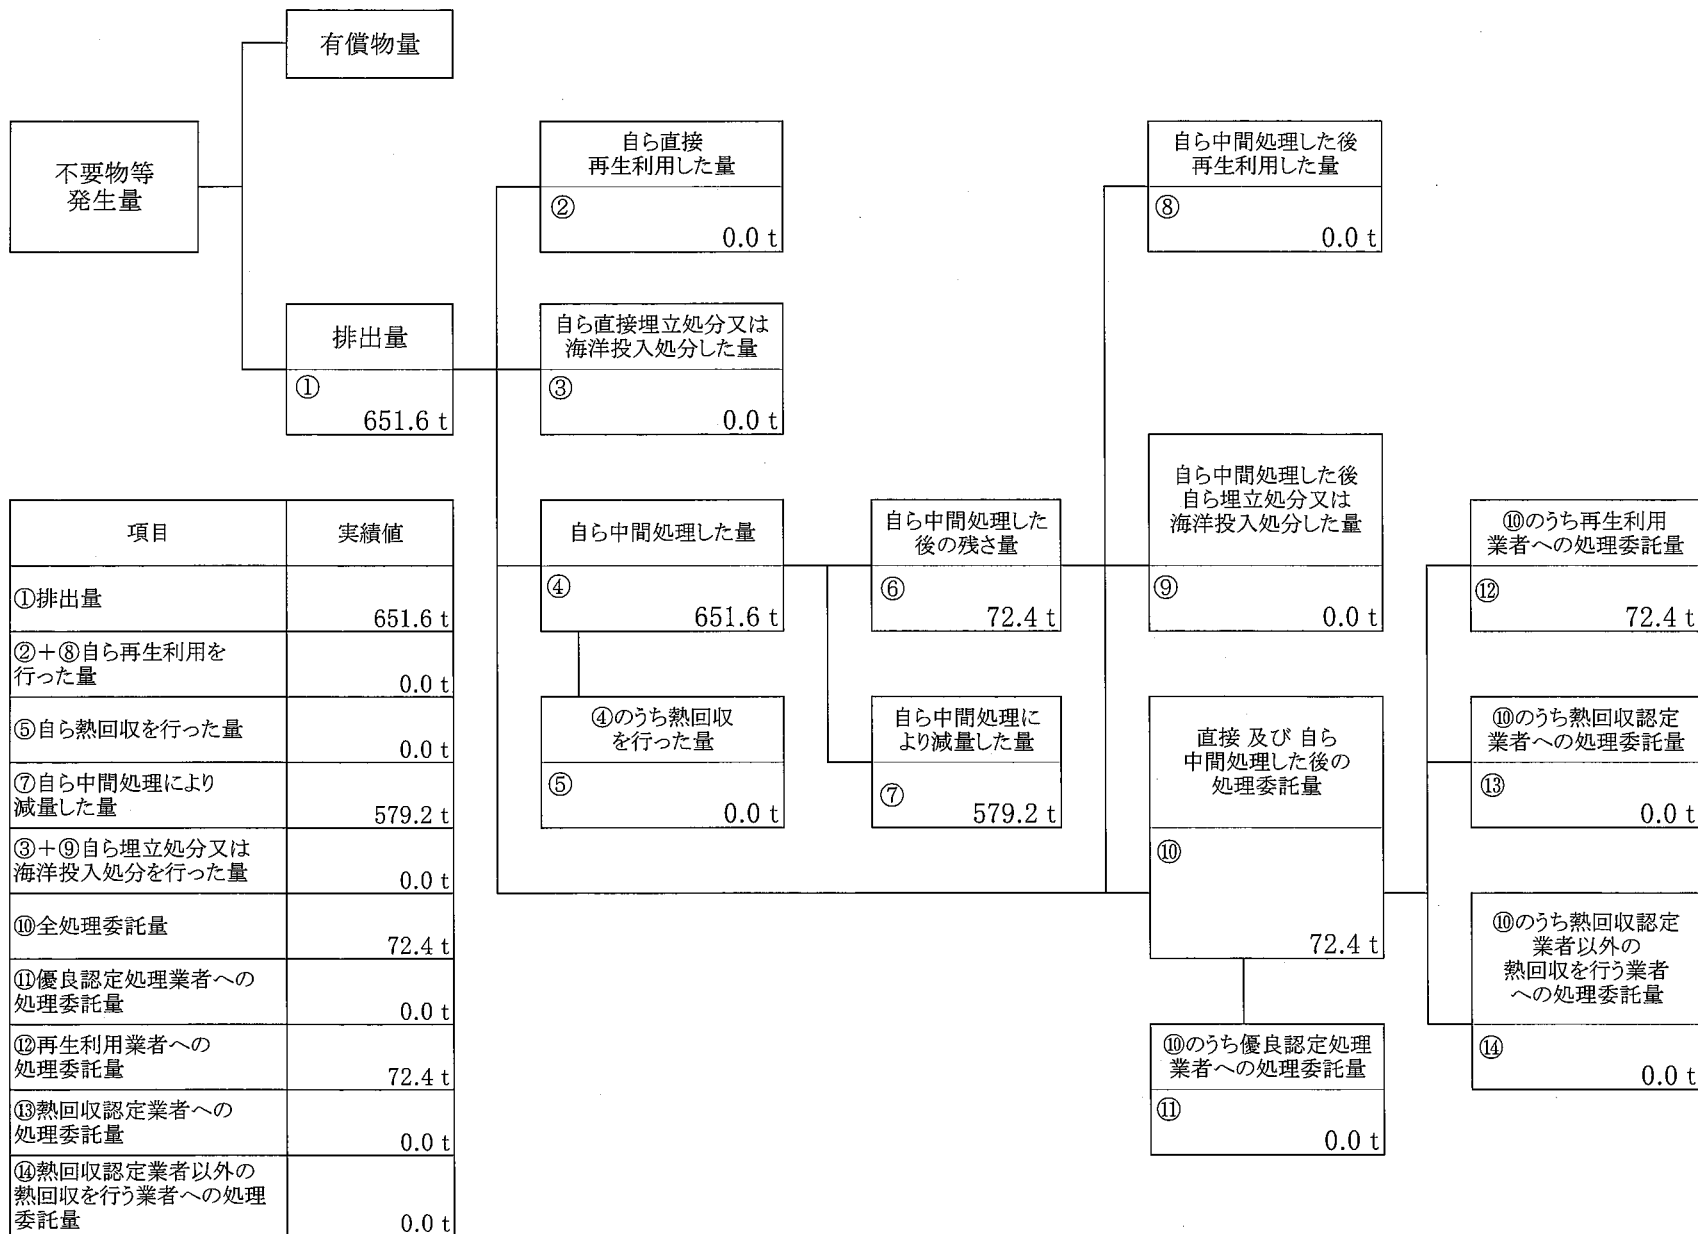 有償物量
不要物等
発生量
自ら直接
再生利用した量
②
0.0 t
自ら中間処理した後
再生利用した量
⑧
0.0 t
排出量
①
651.6 t
自ら直接埋立処分又は
海洋投入処分した量
③
0.0 t
自ら中間処理した量
④
651.6 t
自ら中間処理した
後の残さ量
⑥
72.4 t
自ら中間処理した後
自ら埋立処分又は
海洋投入処分した量
⑨
0.0 t
⑩のうち再生利用
業者への処理委託量
⑫
72.4 t
④のうち熱回収
を行った量
⑤
0.0 t
自ら中間処理に
より減量した量
⑦
579.2 t
直接 及び 自ら
中間処理した後の
処理委託量
⑩
72.4 t
⑩のうち熱回収認定
業者への処理委託量
⑬
0.0 t
⑩のうち熱回収認定
業者以外の
熱回収を行う業者
への処理委託量
⑭
0.0 t
⑩のうち優良認定処理
業者への処理委託量
⑪
0.0 t
項目 実績値
①排出量
651.6 t
②+⑧自ら再生利用を
行った量
0.0 t
⑤自ら熱回収を行った量
0.0 t
⑦自ら中間処理により
減量した量
579.2 t
③+⑨自ら埋立処分又は
海洋投入処分を行った量
0.0 t
⑩全処理委託量
72.4 t
⑪優良認定処理業者への
処理委託量
0.0 t
⑫再生利用業者への
処理委託量
72.4 t
⑬熱回収認定業者への
処理委託量
0.0 t
⑭熱回収認定業者以外の
熱回収を行う業者への処理
委託量
0.0 t